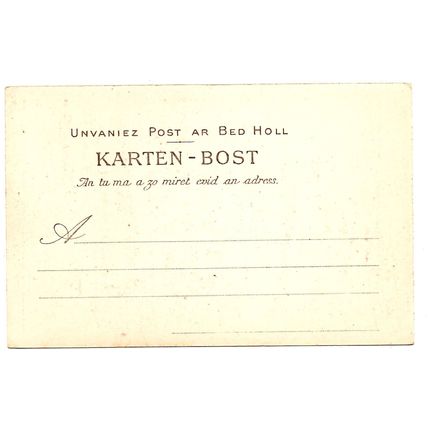 UNVANIEZ POST AR BED HOLL
KARTEN-BOST
An tu ma a zo miret evid an adress.
A